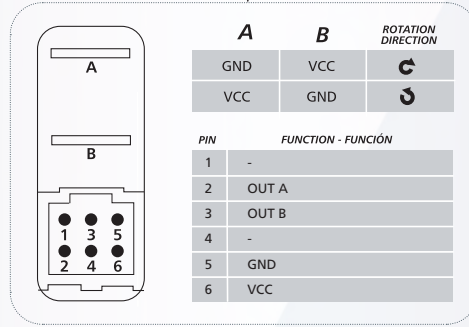 A B ROTATION DIRECTION
GND VCC
VCC GND
PIN FUNCTION - FUNCIÓN
1 -
2 OUT A
3 OUT B
4 -
5 GND
6 VCC
A
B
1 3 5
2 4 6